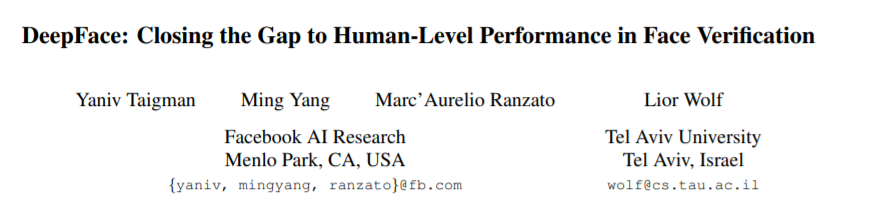 DeepFace: Closing the Gap to Human-Level Performance in Face Verification
Yaniv Taigman Ming Yang Marc’Aurelio Ranzato Lior Wolf
Facebook AI Research Tel Aviv University
Menlo Park, CA, USA Tel Aviv, Israel
{yaniv, mingyang, ranzato}@fb.com wolf@cs.tau.ac.il